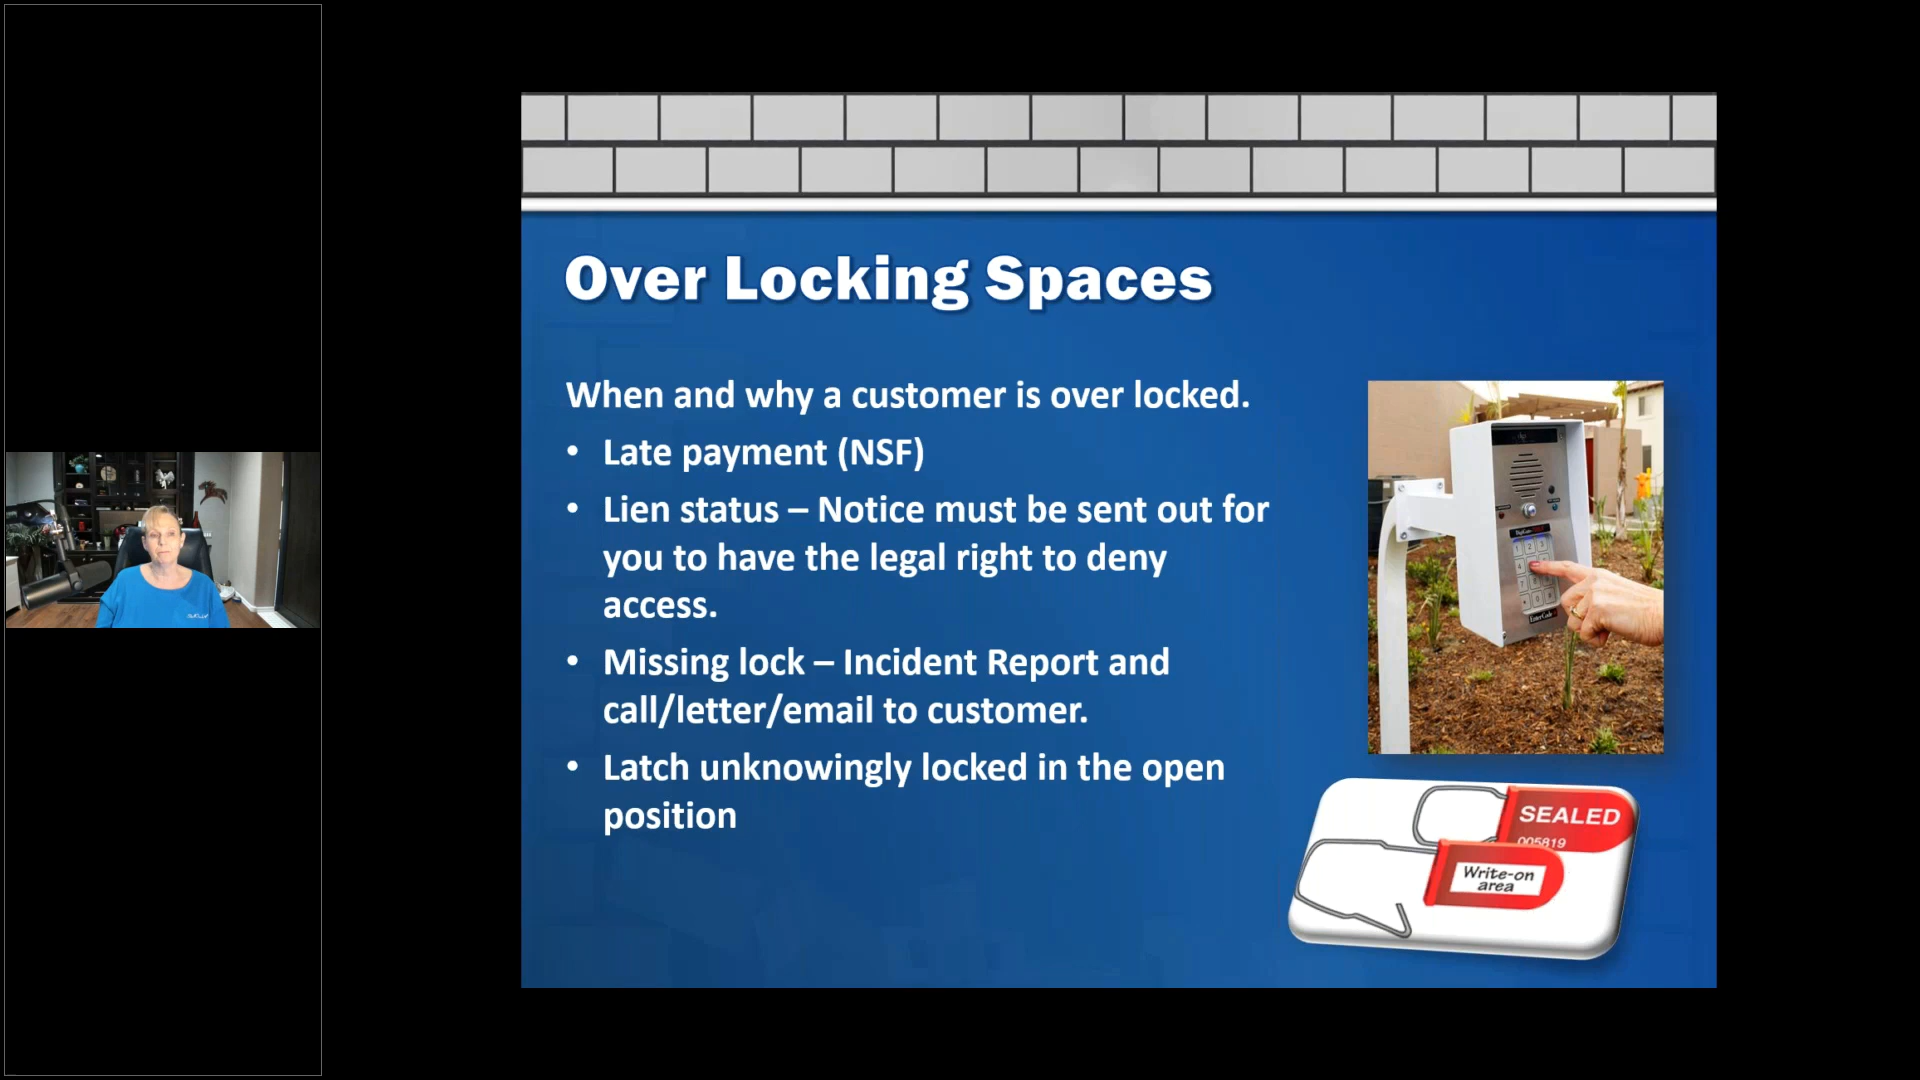 Over Locking Spaces
When and why a customer is over locked.
• Late payment (NSF)
• Lien status – Notice must be sent out for
you to have the legal right to deny
access.
• Missing lock – Incident Report and
call/letter/email to customer.
• Latch unknowingly locked in the open
position
SEALED
005819
Write-on
area